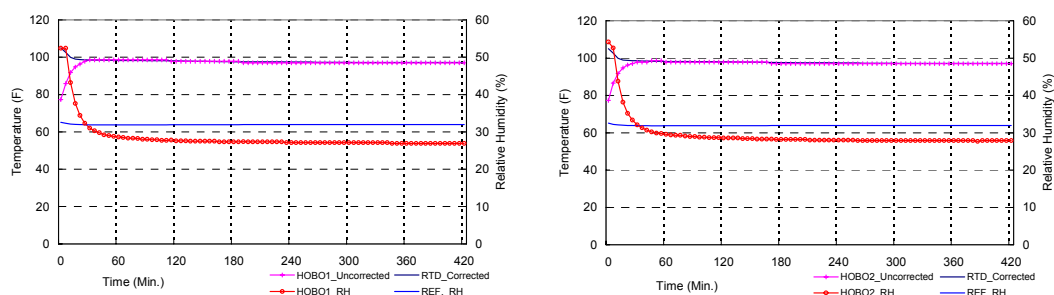 120
100
80
60
40
20
0
Temperature (F)
60
50
40
30
20
10
0
Relative Humidity (%)
0 60 120 180 240 300 360 420
Time (Min.)
HOBO1_Uncorrected RTD_Corrected
HOBO1_RH REF. RH
120
100
80
60
40
20
0
Temperature (F)
60
50
40
30
20
10
0
Relative Humidity (%)
0 60 120 180 240 300 360 420
Time (Min.)
HOBO2_Uncorrected RTD_Corrected
HOBO2_RH REF_RH